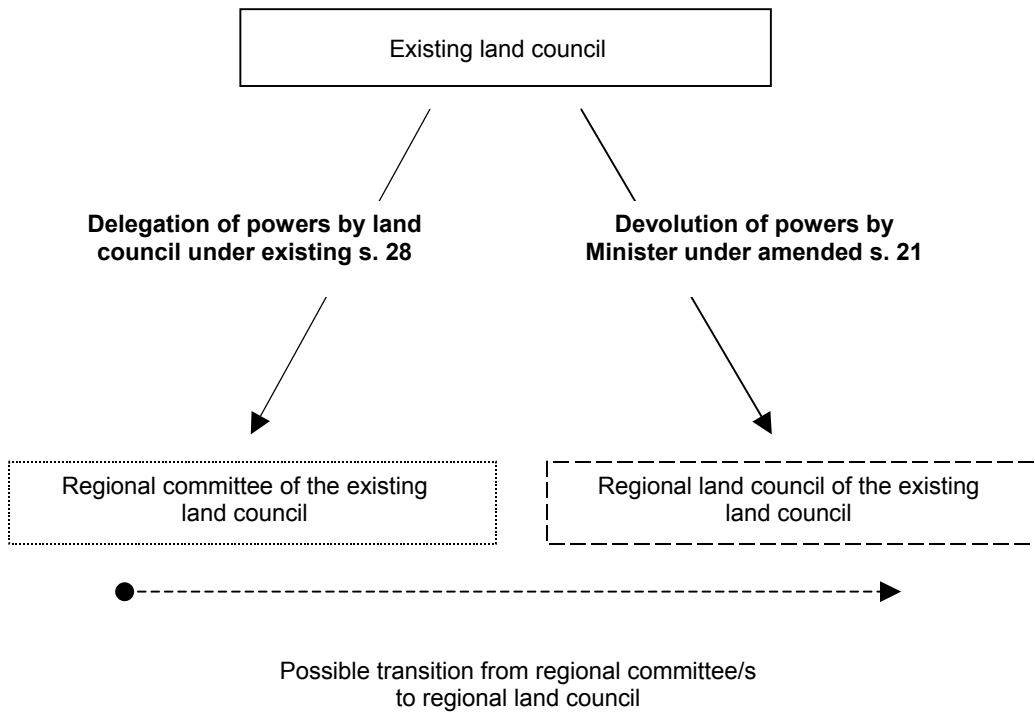 Existing land council
Delegation of powers by land
council under existing s. 28
Devolution of powers by
Minister under amended s. 21
Regional committee of the existing
land council
Regional land council of the existing
land council
Possible transition from regional committee/s
to regional land council